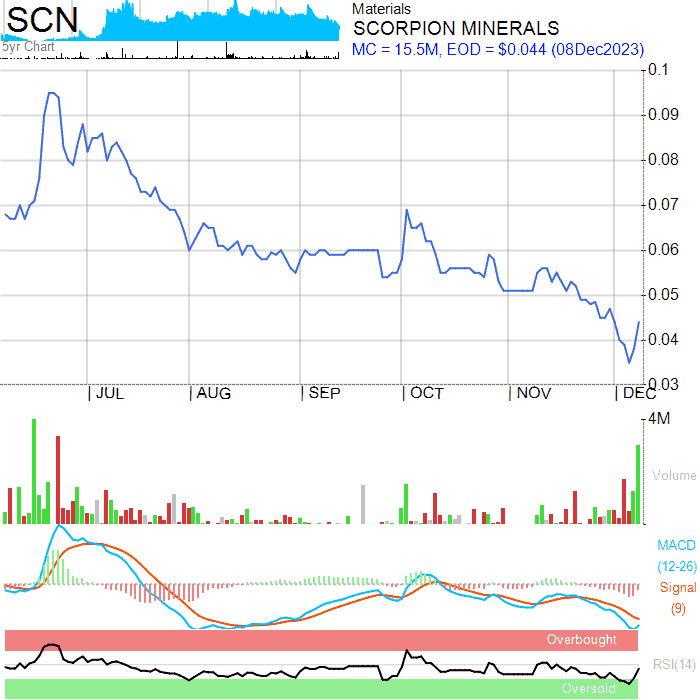 SCN
5yr Chart
Materials
SCORPION MINERALS
MC = 15.5M, EOD = $0.044 (08Dec2023)
0.1
0.09
0.08
0.07
0.06
0.05
0.04
0.03
JUL AUG SEP OCT NOV DEC
4M
Volume
MACD
(12-26)
Signal
(9)
Overbought
RSI(14)
Oversold